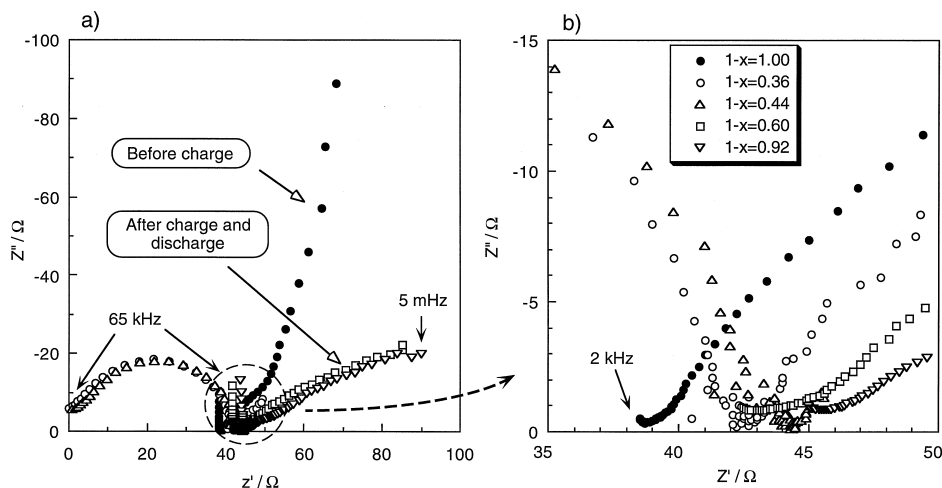 a)
b)
-100
-80
-60
-40
-20
0
Z" / Ω
0
20
40
60
80
100
z' / Ω
Before charge
After charge and
discharge
65 kHz
5 mHz
-15
-10
-5
0
Z" / Ω
35
40
45
50
Z' / Ω
2 kHz
1-x=1.00
1-x=0.36
1-x=0.44
1-x=0.60
1-x=0.92